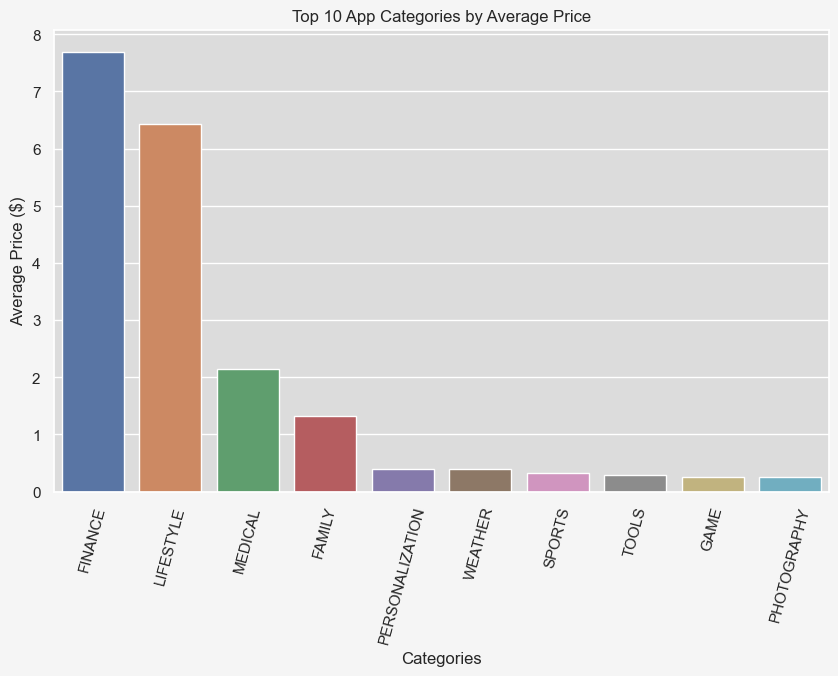 Top 10 App Categories by Average Price
Average Price ($)
8
7
6
5
4
3
2
1
0
FINANCE
LIFESTYLE
MEDICAL
FAMILY
PERSONALIZATION
WEATHER
SPORTS
TOOLS
GAME
PHOTOGRAPHY
Categories